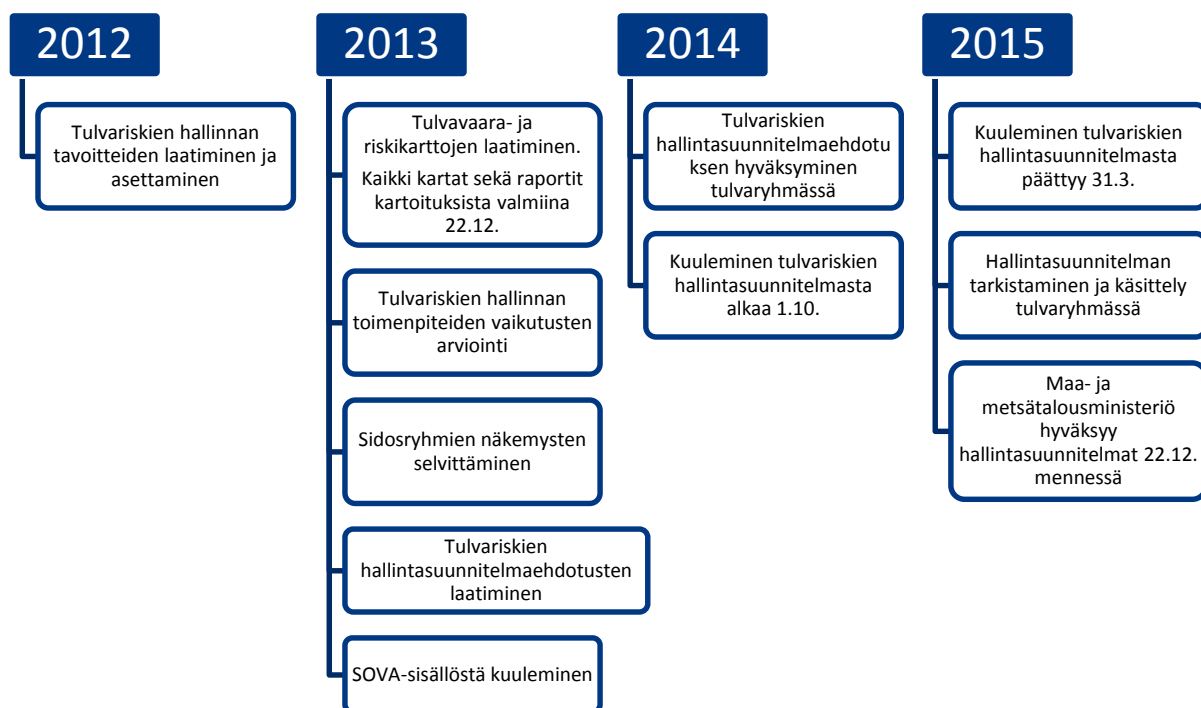 2012
Tulvariskien hallinnan
tavoitteiden laatiminen ja
asettaminen
2013
Tulvavaara- ja
riskikarttojen laatiminen.
Kaikki kartat sekä raportit
kartoituksista valmiina
22.12.
Tulvariskien hallinnan
toimenpiteiden vaikutusten
arviointi
Sidosryhmien näkemysten
selvittäminen
Tulvariskien
hallintasuunnitelmaehdotusten
laatiminen
SOVA-sisällöstä kuuleminen
2014
Tulvariskien
hallintasuunnitelmaehdotu
ksen hyväksyminen
tulvaryhmässä
Kuuleminen tulvariskien
hallintasuunnitelmasta
alkaa 1.10.
2015
Kuuleminen tulvariskien
hallintasuunnitelmasta
päättyy 31.3.
Hallintasuunnitelman
tarkistaminen ja käsittely
tulvaryhmässä
Maa- ja
metsätalousministeriö
hyväksyy
hallintasuunnitelmat 22.12.
mennessä